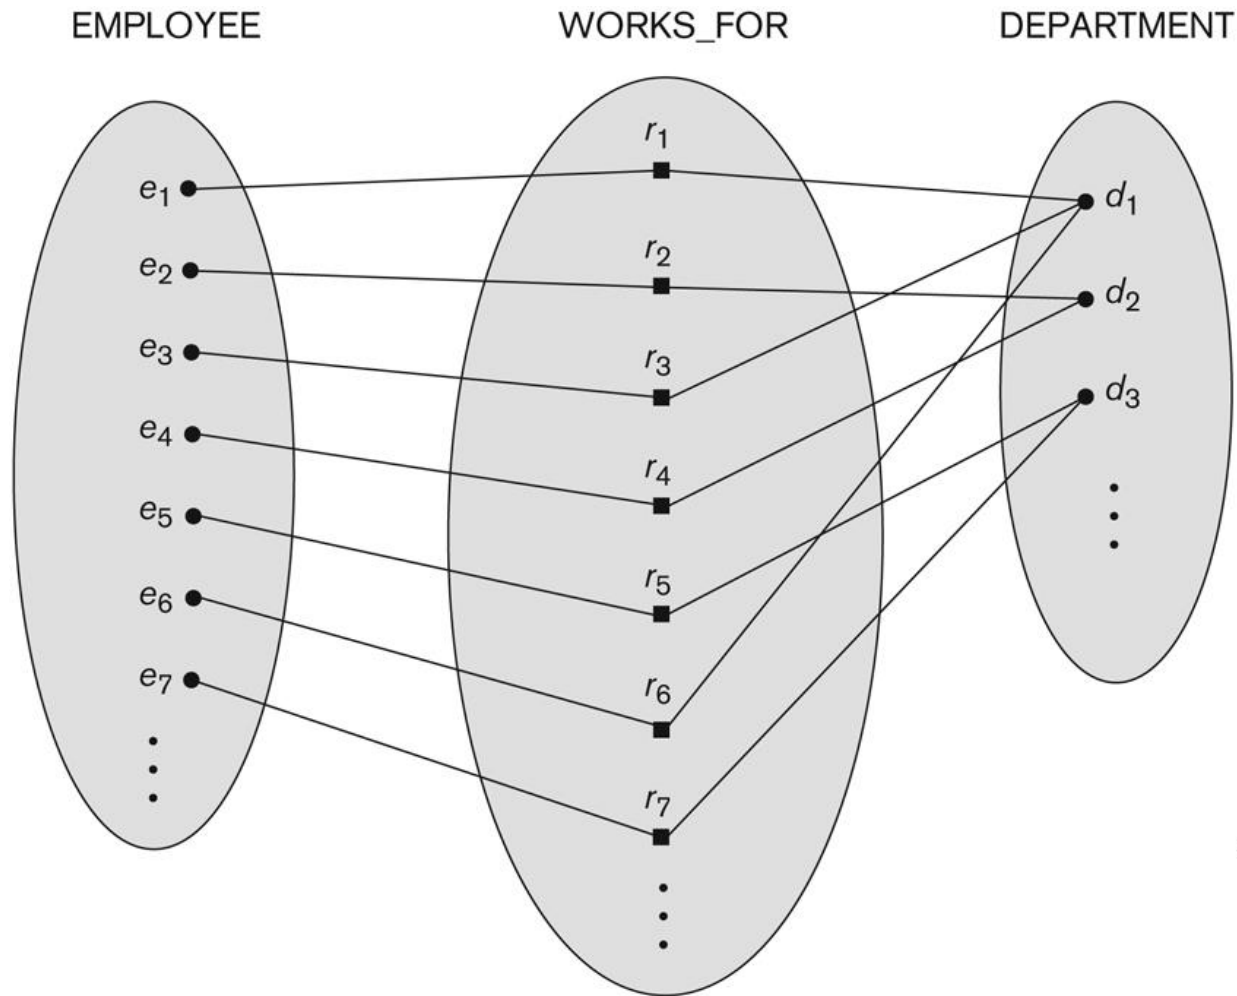 EMPLOYEE
WORKS_FOR
DEPARTMENT
e1
e2
e3
e4
e5
e6
e7
r1
r2
r3
r4
r5
r6
r7
d1
d2
d3